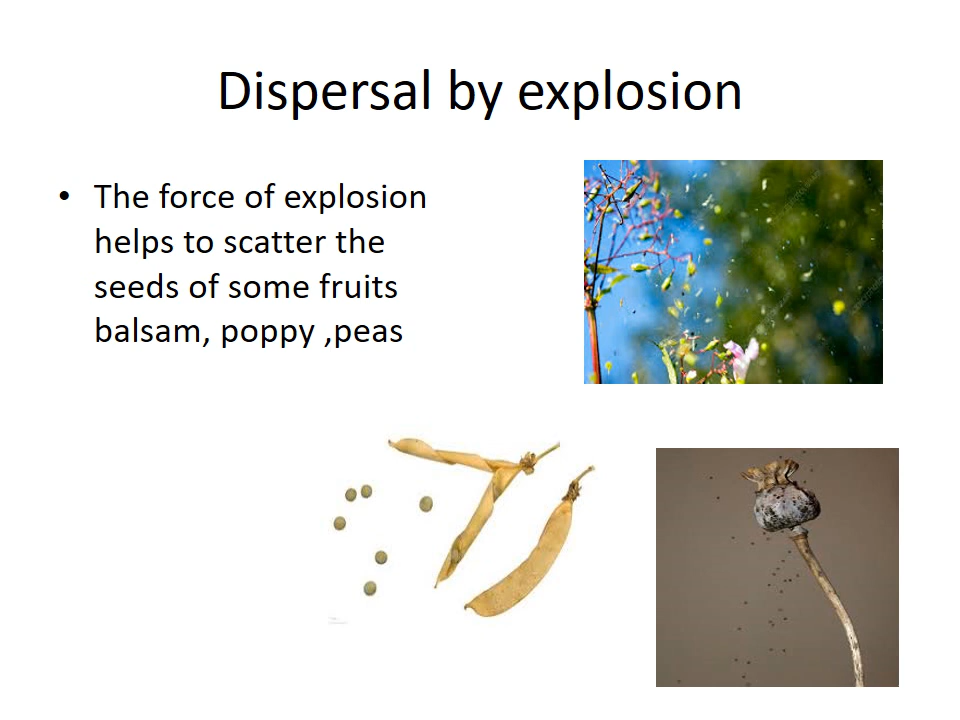 Dispersal by explosion
• The force of explosion
helps to scatter the
seeds of some fruits
balsam, poppy ,peas